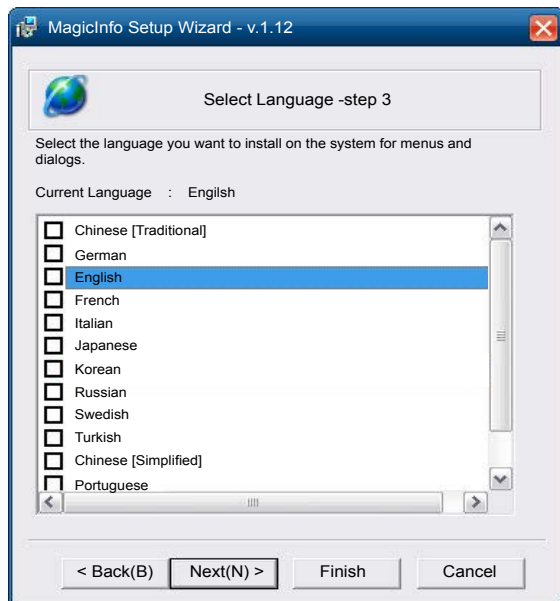 MagicInfo Setup Wizard - v.1.12
Select Language -step 3
Select the language you want to install on the system for menus and
dialogs.
Current Language : Engilsh
Chinese [Traditional]
German
English
French
Italian
Japanese
Korean
Russian
Swedish
Turkish
Chinese [Simplified]
Portuguese
< Back(B) Next(N) > Finish Cancel